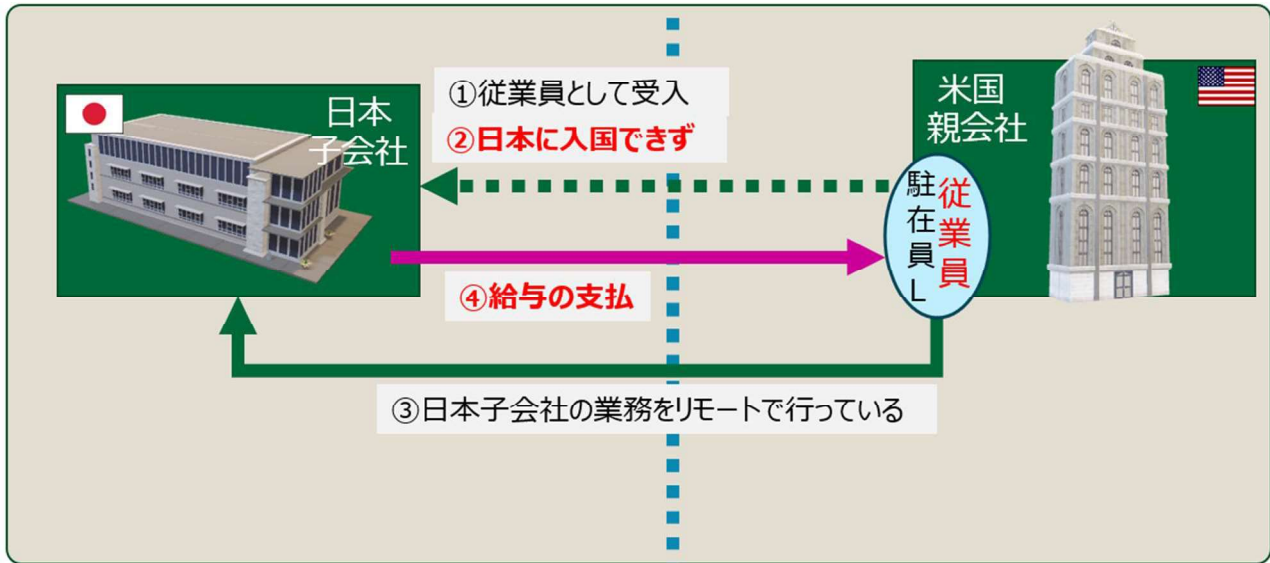 日本
子会社
①従業員として受入
②日本に入国できず
米国
親会社
従業員
駐在員L
④給与の支払
③日本子会社の業務をリモートで行っている